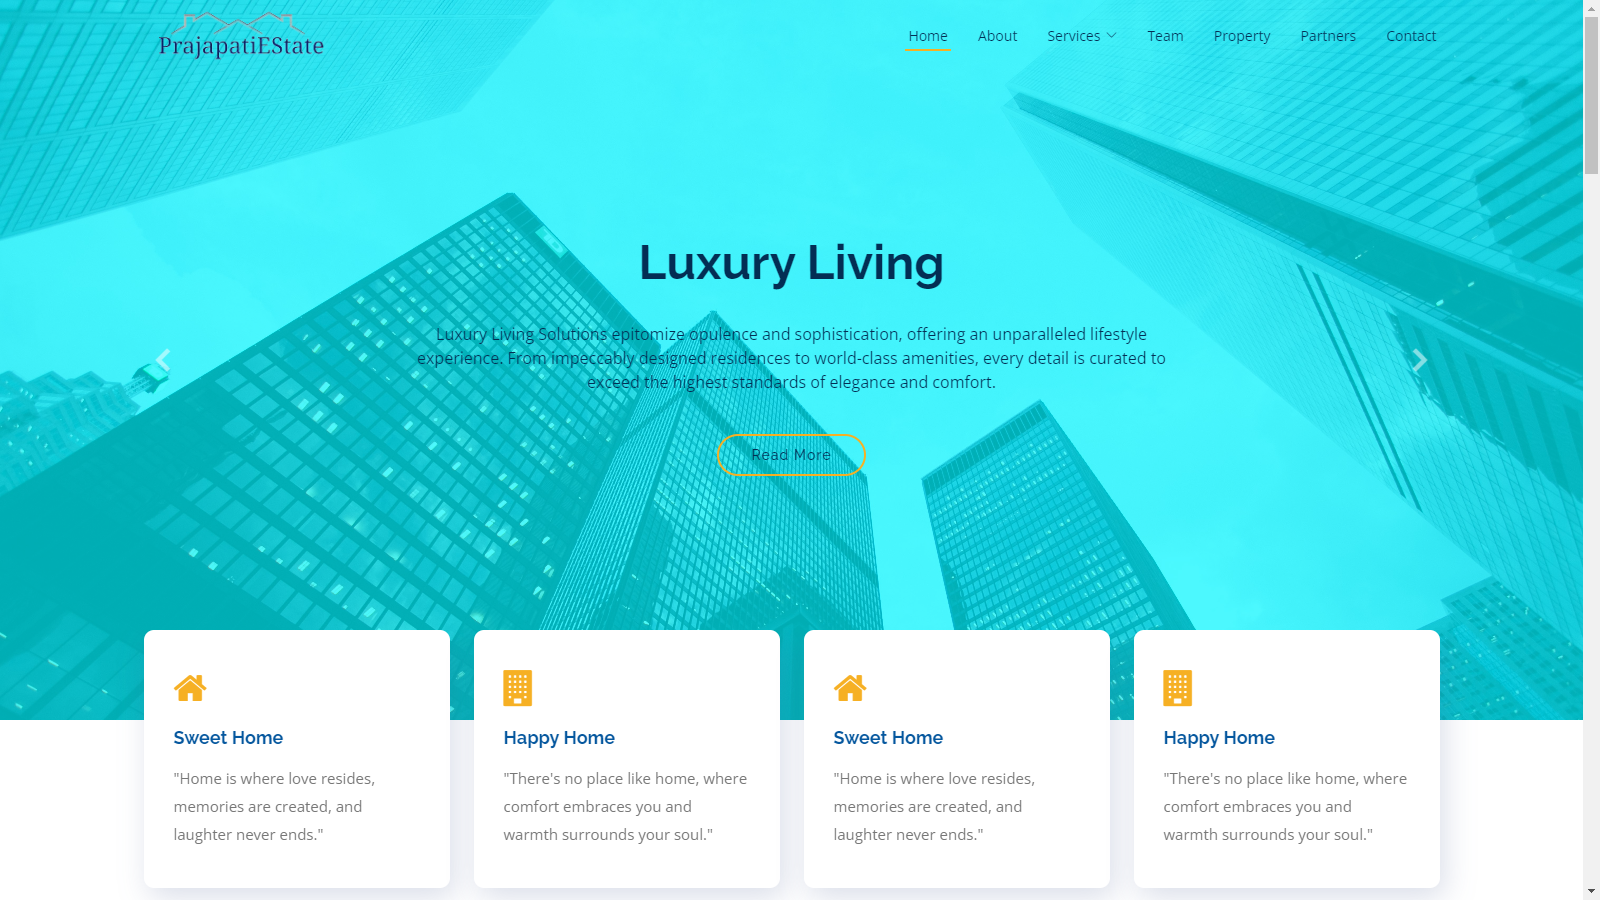 PrajapatiEState
Home About Services Team Property Partners Contact
Luxury Living
Luxury Living Solutions epitomize opulence and sophistication, offering an unparalleled lifestyle
experience. From impeccably designed residences to world-class amenities, every detail is curated to
exceed the highest standards of elegance and comfort.
Read More
Sweet Home
"Home is where love resides,
memories are created, and
laughter never ends."
Happy Home
"There's no place like home, where
comfort embraces you and
warmth surrounds your soul."
Sweet Home
"Home is where love resides,
memories are created, and
laughter never ends."
Happy Home
"There's no place like home, where
comfort embraces you and
warmth surrounds your soul."